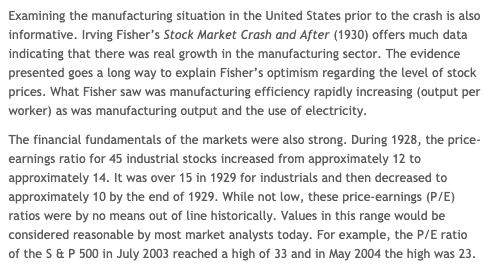 Examining the manufacturing situation in the United States prior to the crash is also
informative. Irving Fisher's Stock Market Crash and After (1930) offers much data
indicating that there was real growth in the manufacturing sector. The evidence
presented goes a long way to explain Fisher's optimism regarding the level of stock
prices. What Fisher saw was manufacturing efficiency rapidly increasing (output per
worker) as was manufacturing output and the use of electricity.
The financial fundamentals of the markets were also strong. During 1928, the price-
earnings ratio for 45 industrial stocks increased from approximately 12 to
approximately 14. It was over 15 in 1929 for industrials and then decreased to
approximately 10 by the end of 1929. While not low, these price-earnings (P/E)
ratios were by no means out of line historically. Values in this range would be
considered reasonable by most market analysts today. For example, the P/E ratio
of the S & P 500 in July 2003 reached a high of 33 and in May 2004 the high was 23.